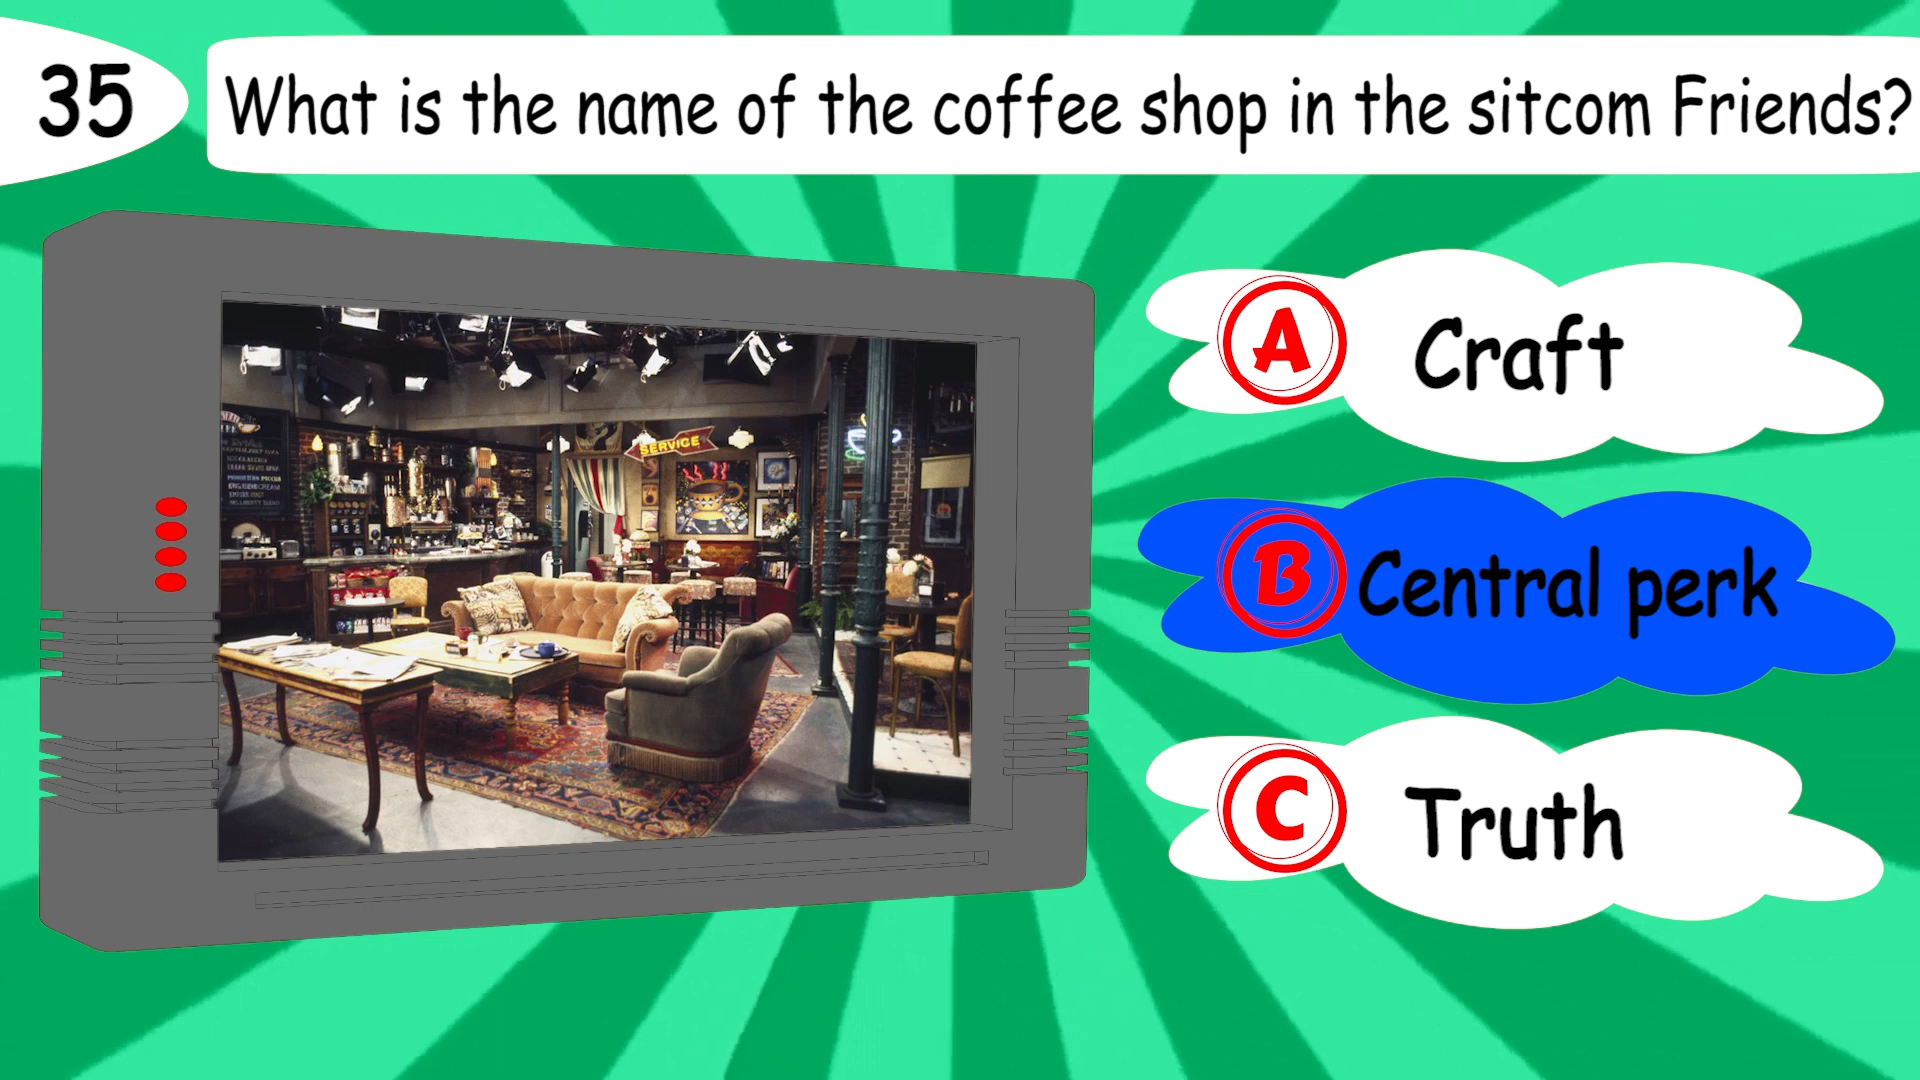 35
What is the name of the coffee shop in the sitcom Friends?
SERVICE
A Craft
B Central perk
C Truth